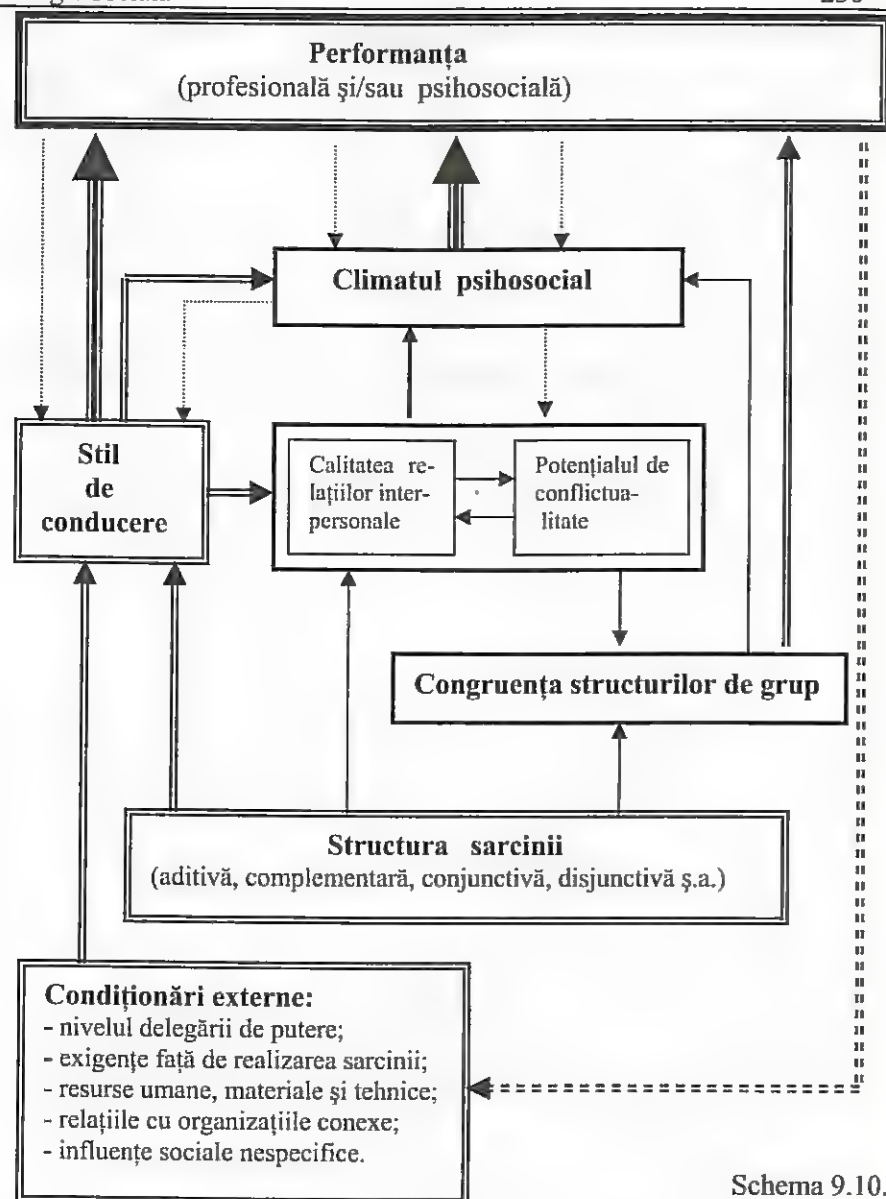 Performanța
(profesională şi/sau psihosocială)
Climatul psihosocial
Stil
de
conducere
Calitatea re-
lațiilor inter-
personale
Potențialul de
conflictua-
litate
Congruența structurilor de grup
Structura sarcinii
(aditivă, complementară, conjunctivă, disjunctivă ş.a.)
Condiționări externe:
- nivelul delegării de putere;
- exigențe față de realizarea sarcinii;
- resurse umane, materiale şi tehnice;
- relațiile cu organizațiile conexe;
- influențe sociale nespecifice.
Schema 9.10.